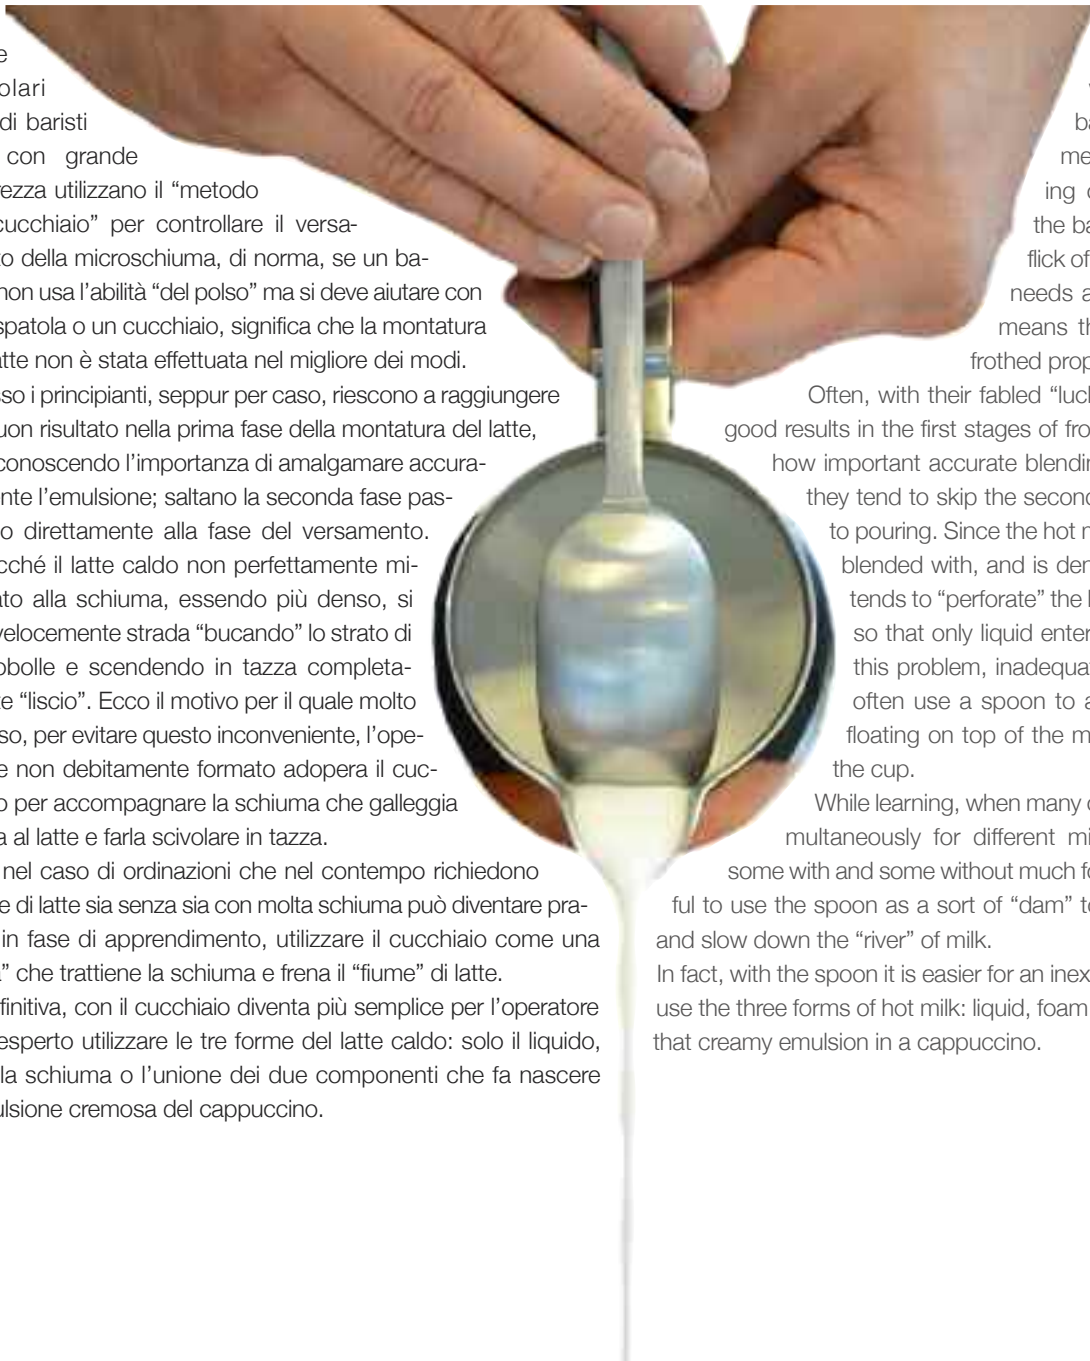 e
olari
di baristi
con grande
ezza utilizzano il “metodo
cucchiaio” per controllare il versa-
o della microschiuma, di norma, se un ba-
non usa l’abilità “del polso” ma si deve aiutare con
spatola o un cucchiaio, significa che la montatura
atte non è stata effettuata nel migliore dei modi.
sso i principianti, seppur per caso, riescono a raggiungere
uon risultato nella prima fase della montatura del latte,
conoscendo l’importanza di amalgamare accura-
nte l’emulsione; saltano la seconda fase pas-
o direttamente alla fase del versamento.
cché il latte caldo non perfettamente mi-
ato alla schiuma, essendo più denso, si
velocemente strada “bucando” lo strato di
obolle e scendendo in tazza completa-
te “liscio”. Ecco il motivo per il quale molto
so, per evitare questo inconveniente, l’ope-
e non debitamente formato adopera il cuc-
o per accompagnare la schiuma che galleggia
a al latte e farla scivolare in tazza.
nel caso di ordinazioni che nel contempo richiedono
e di latte sia senza sia con molta schiuma può diventare pra-
in fase di apprendimento, utilizzare il cucchiaio come una
” che trattiene la schiuma e frena il “fiume” di latte.
finitiva, con il cucchiaio diventa più semplice per l’operatore
esperto utilizzare le tre forme del latte caldo: solo il liquido,
la schiuma o l’unione dei due componenti che fa nascere
ulsione cremosa del cappuccino.
ba
me
ing
the ba
flick of
needs a
means th
frothed prop
Often, with their fabled “luck
good results in the first stages of fro
how important accurate blendin
they tend to skip the second
to pouring. Since the hot m
blended with, and is den
tends to “perforate” the
so that only liquid enter
this problem, inadequa
often use a spoon to a
floating on top of the m
the cup.
While learning, when many
multaneously for different mi
some with and some without much fo
ful to use the spoon as a sort of “dam” to
and slow down the “river” of milk.
In fact, with the spoon it is easier for an inex
use the three forms of hot milk: liquid, foam
that creamy emulsion in a cappuccino.